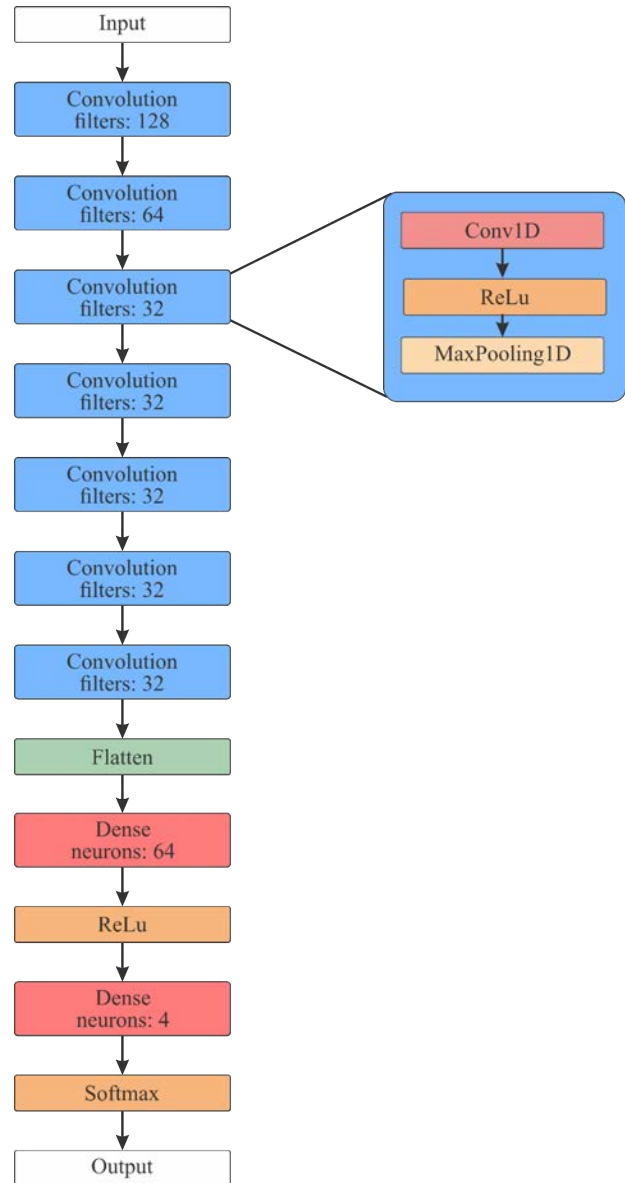 Input
Convolution
filters: 128
Convolution
filters: 64
Convolution
filters: 32
Conv1D
ReLu
MaxPooling1D
Convolution
filters: 32
Convolution
filters: 32
Convolution
filters: 32
Convolution
filters: 32
Flatten
Dense
neurons: 64
ReLu
Dense
neurons: 4
Softmax
Output